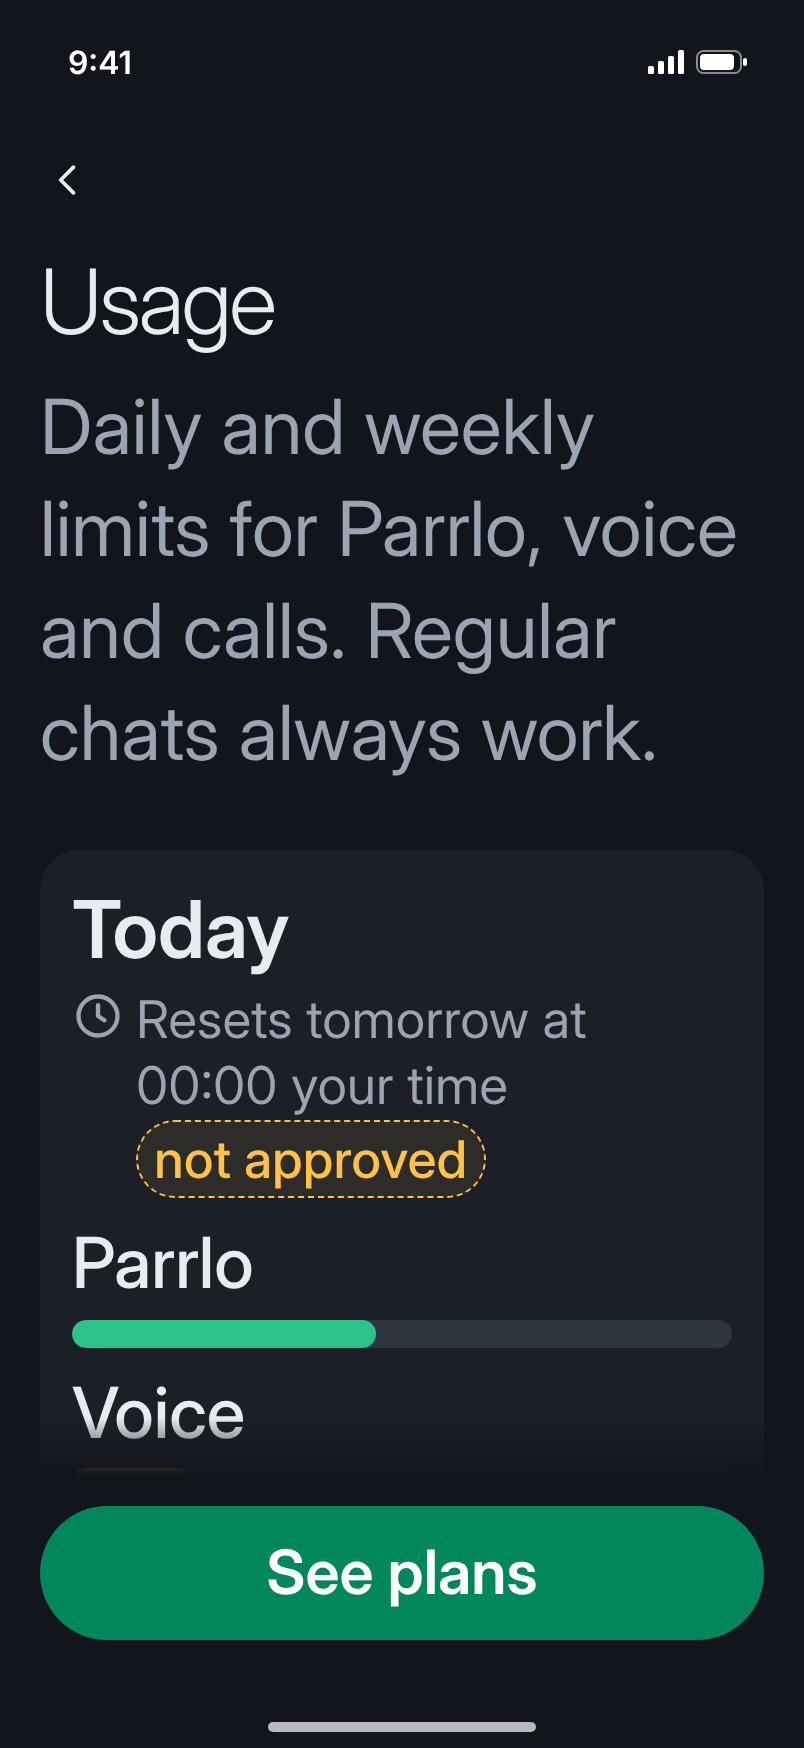 9:41
Usage
Daily and weekly
limits for Parrlo, voice
and calls. Regular
chats always work.
Today
Resets tomorrow at
00:00 your time
not approved
Parrlo
Voice
See plans